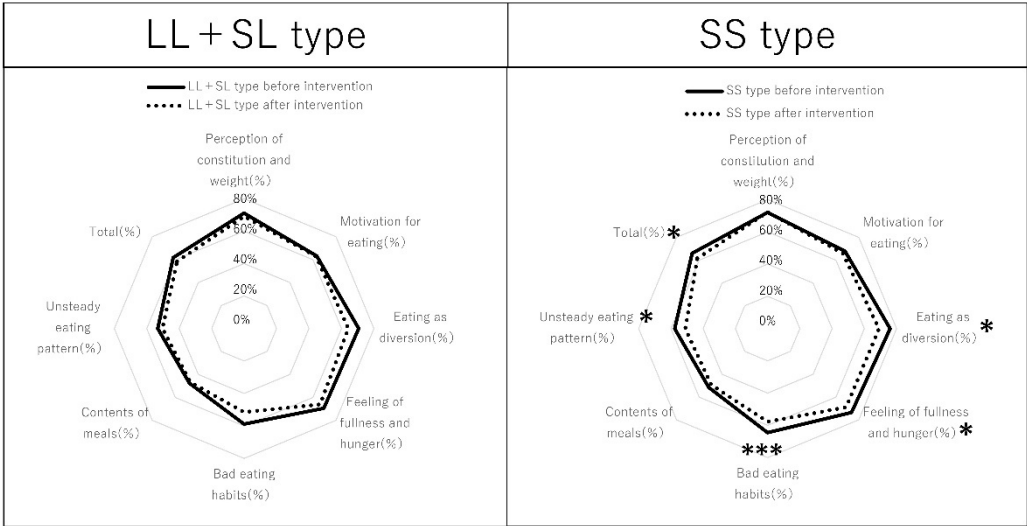 LL+SL type
LL+SL type before intervention
LL+SL type after intervention
Perception of
constitution and
weight(%)
80%
60%
40%
20%
0%
Motivation for
eating(%)
Eating as
diversion(%)
Feeling of
fullness and
hunger(%)
Bad eating
habits(%)
Contents of
meals(%)
Unsteady
eating
pattern(%)
Total(%)
SS type
SS type before intervention
SS type after intervention
Perception of
constitution and
weight(%)
80%
60%
40%
20%
0%
Motivation for
eating(%)
Eating as
diversion(%) *
Feeling of fullness
and hunger(%) *
***
Bad eating
habits(%)
Contents of
meals(%)
Unsteady eating *
pattern(%)
Total(%) *